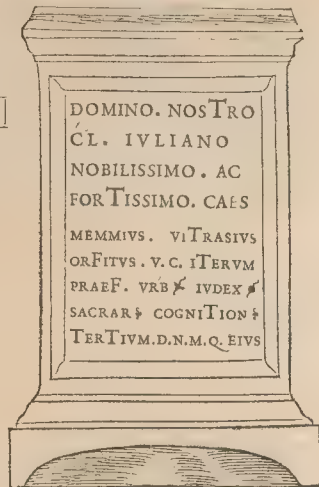 DOMINO. NOSTRO
CL. IVLIANO
NOBILISSIMO. AC
FORTISSIMO. CAES
MEMMIVS. VITRASIVS
ORFITVS. V. C. ITERVM
PRAEF. VRB IVDEX
SACRAR COGNITION
TERTIVM. D. N. M. Q. EIVS